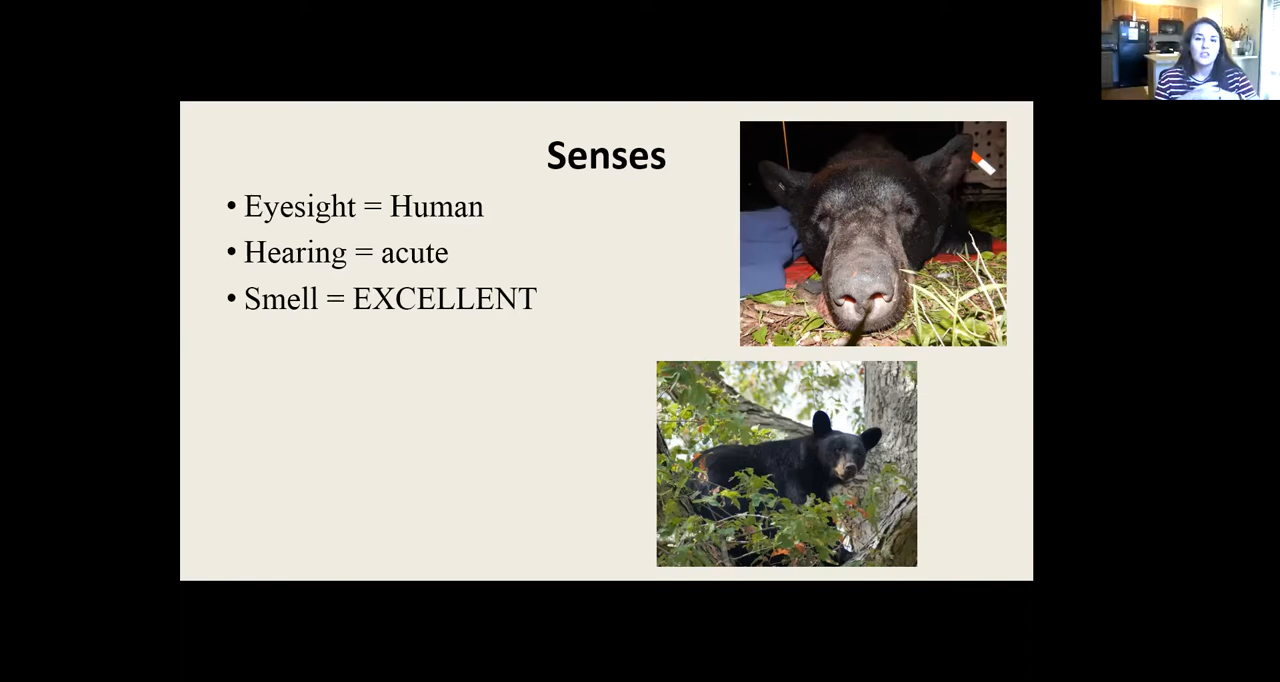 Senses
• Eyesight = Human
• Hearing = acute
• Smell = EXCELLENT